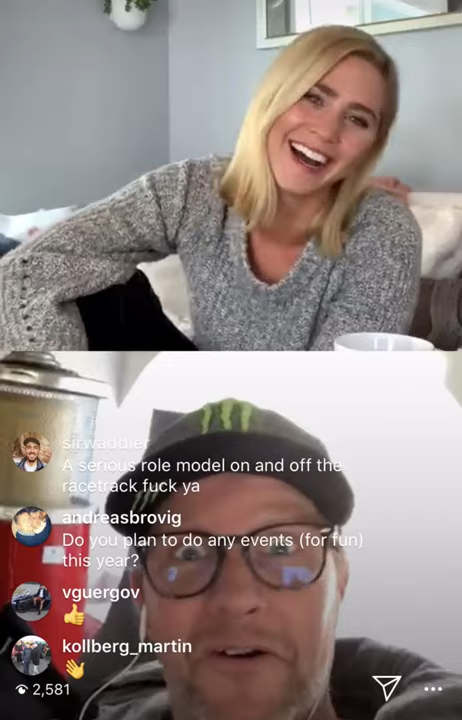 sirwaddler
A serious role model on and off the
racetrack fuck ya
andreasbrovig
Do you plan to do any events (for fun)
this year?
vguergov
👍
kollberg_martin
👋
2,581